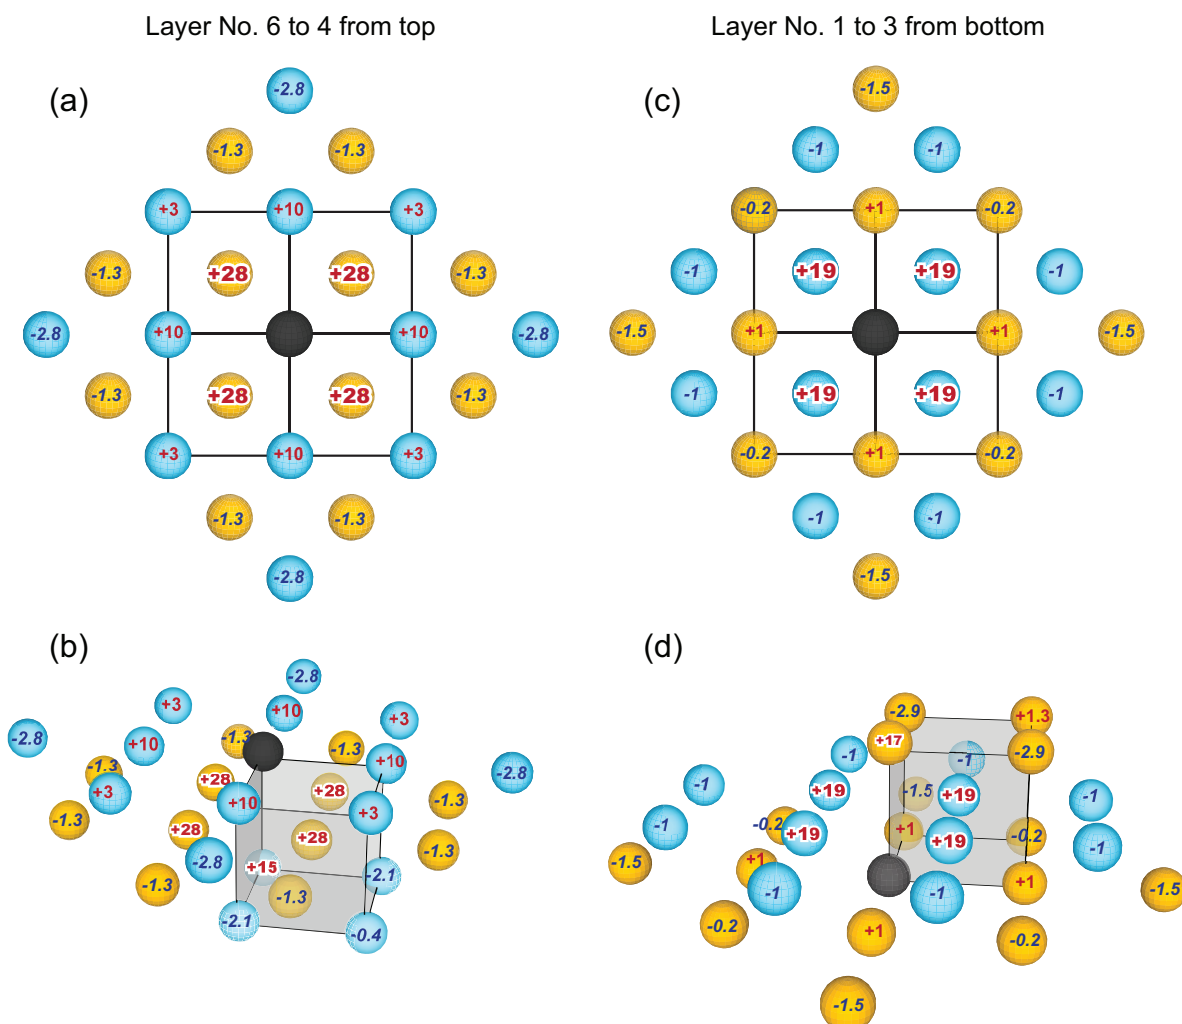 Layer No. 6 to 4 from top
Layer No. 1 to 3 from bottom
(a)
-2.8
-1.3 -1.3
+3 +10 +3
-1.3 +28 +28 -1.3
-2.8 +10 +10 -2.8
-1.3 +28 +28 -1.3
+3 +10 +3
-1.3 -1.3
-2.8
(c)
-1.5
-1 -1
-0.2 +1 -0.2
-1 +19 +19 -1
-1.5 +1 +1 -1.5
-1 +19 +19 -1
-0.2 +1 -0.2
-1 -1
-1.5
(b)
-2.8
+3 +10 +3
-2.8 +10 -1.3 -1.3
+10 -2.8
-1.3 +28 +28
+3 +10 +3 -1.3
-1.3 +28 +28
-2.8 +15 -1.3
-2.1
-1.3 -1.3
-2.1 -0.4
(d)
-2.9 +1.3
+17 -1 -1 -2.9
-1 +19 -1.5 +19 -1
-1 -0.2 +19 +1 +19 -0.2 -1
-1.5 +1
-1 -1 +1 -1.5
-0.2 +1 -0.2
-1.5